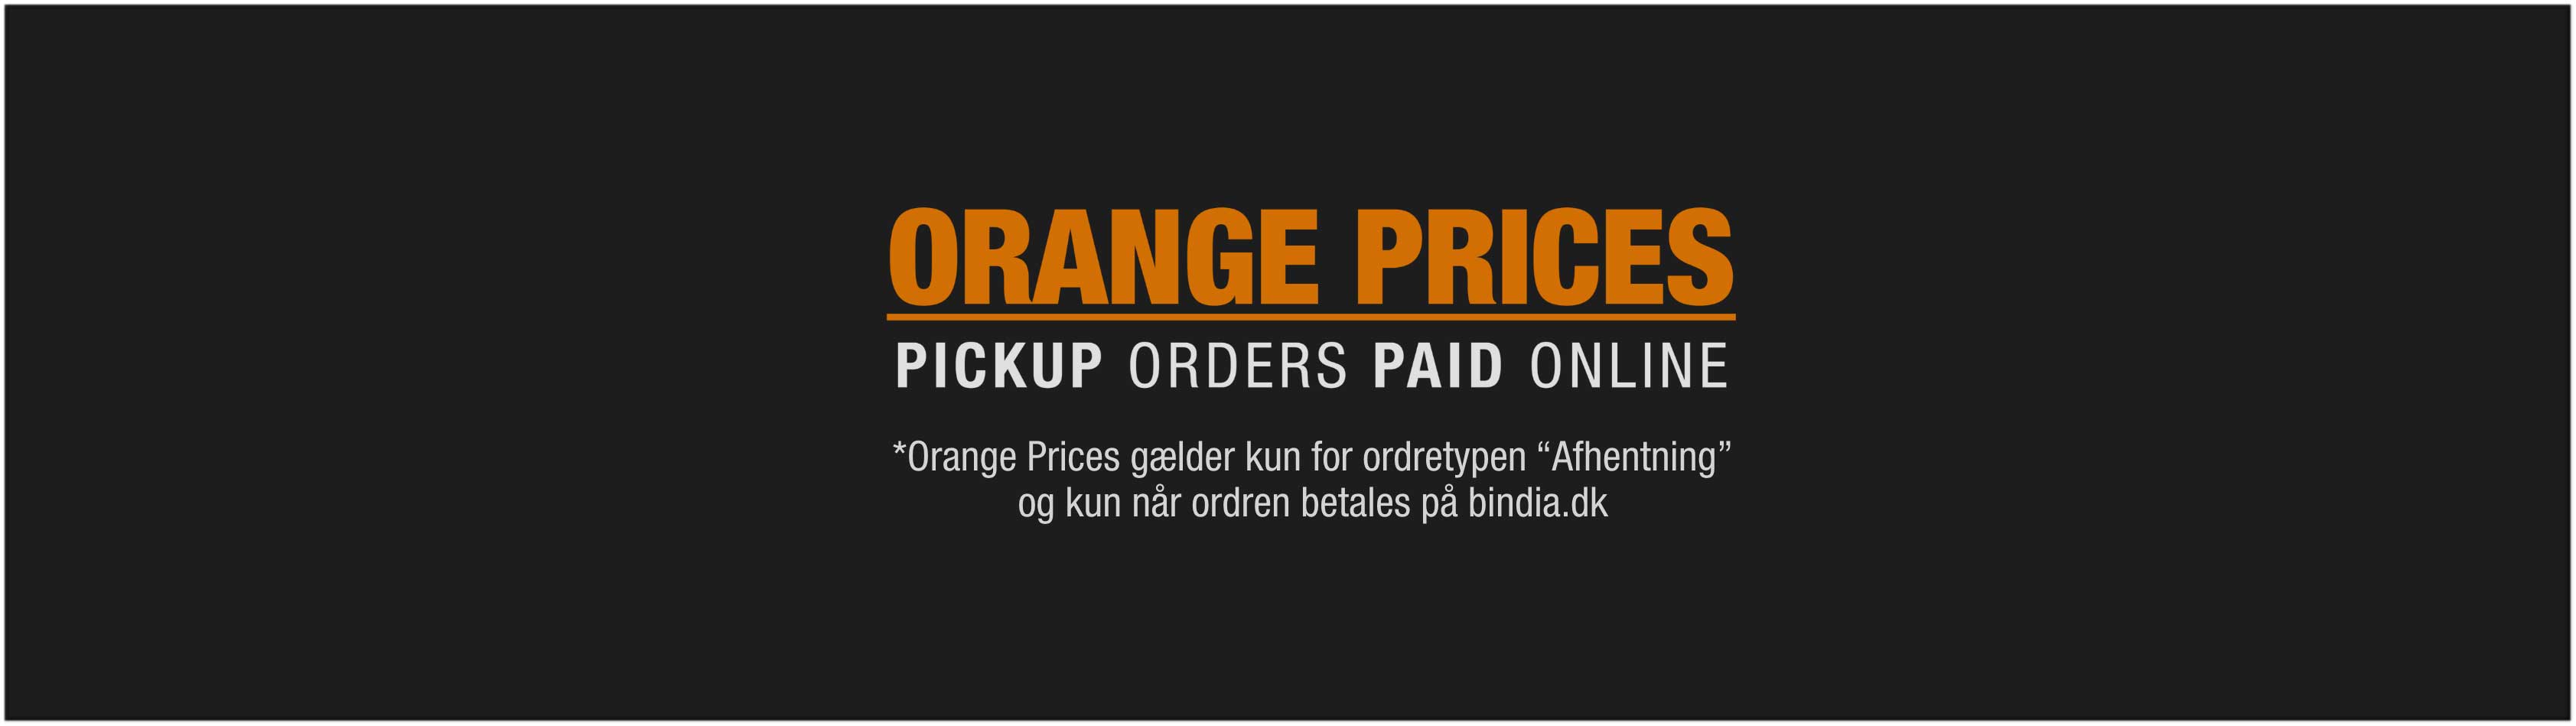 ORANGE PRICES
PICKUP ORDERS PAID ONLINE
*Orange Prices gælder kun for ordretypen “Afhentning”
og kun når ordren betales på bindia.dk